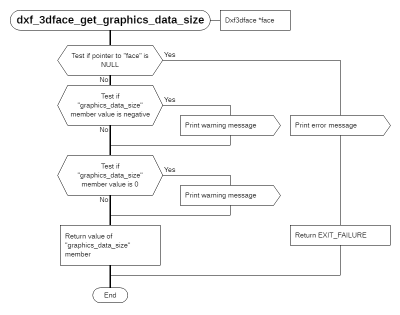 dxf_3dface_get_graphics_data_size
Dxf3dface *face
Test if pointer to "face" is
NULL
Yes
No
Test if
"graphics_data_size"
member value is negative
Yes
Print warning message
Print error message
No
Test if
"graphics_data_size"
member value is 0
Yes
Print warning message
No
Return value of
"graphics_data_size"
member
Return EXIT_FAILURE
End